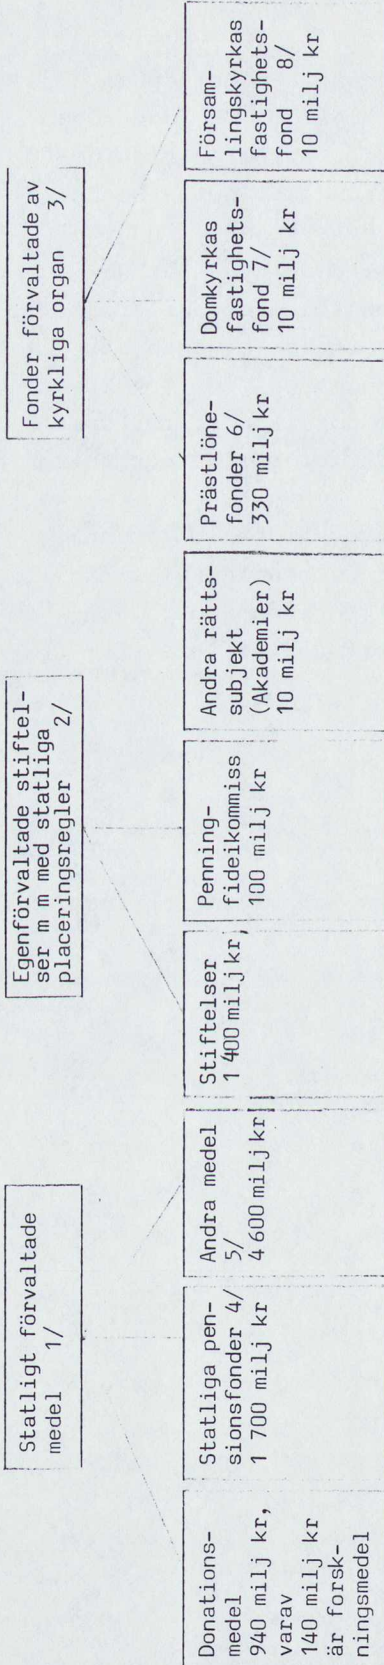 Statligt förvaltade
medel 1/
Egenförvaltade stiftel-
ser m m med statliga
placeringsregler 2/
Fonder förvaltade av
kyrkliga organ 3/
Donations-
medel
940 milj kr,
varav
140 milj kr
är forsk-
ningsmedel
Statliga pen-
sionsfonder 4/
1 700 milj kr
Andra medel
5/
4 600 milj kr
Stiftelser
1 400 milj kr,
Penning-
fideikommiss
100 milj kr
Andra rätts-
subjekt
(Akademier)
10 milj kr
Prästlöne-
fonder 6/
330 milj kr
Domkyrkas
fastighets-
fond 7/
10 milj kr
Försam-
lingskyrkas
fastighets-
fond 8/
10 milj kr